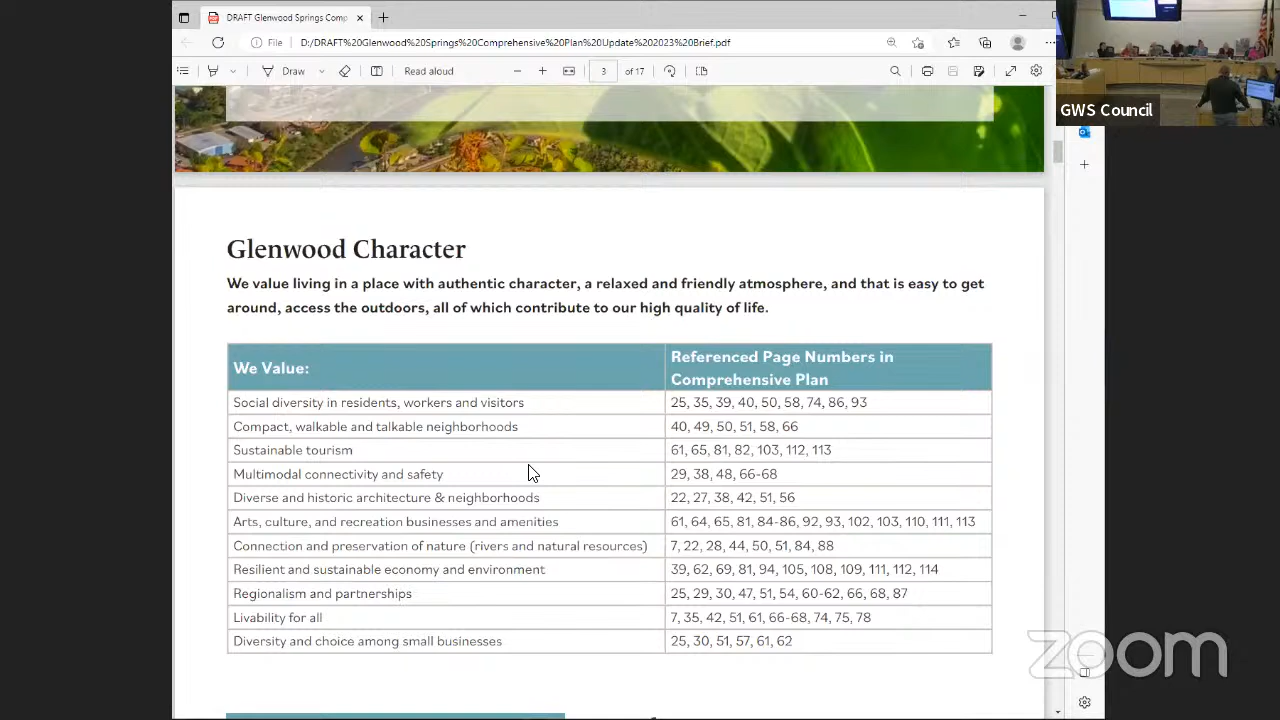 DRAFT Glenwood Springs Comp
File
D:/DRAFT%20Glenwood%20Springs%20Comprehensive%20Plan%20Update%202023%20Brief.pdf
Draw
Read aloud
3
of 17
GWS Council
Glenwood Character
We value living in a place with authentic character, a relaxed and friendly atmosphere, and that is easy to get
around, access the outdoors, all of which contribute to our high quality of life.
We Value:
Referenced Page Numbers in
Comprehensive Plan
Social diversity in residents, workers and visitors
25, 35, 39, 40, 50, 58, 74, 86, 93
Compact, walkable and talkable neighborhoods
40, 49, 50, 51, 58, 66
Sustainable tourism
61, 65, 81, 82, 103, 112, 113
Multimodal connectivity and safety
29, 38, 48, 66-68
Diverse and historic architecture & neighborhoods
22, 27, 38, 42, 51, 56
Arts, culture, and recreation businesses and amenities
61, 64, 65, 81, 84-86, 92, 93, 102, 103, 110, 111, 113
Connection and preservation of nature (rivers and natural resources)
7, 22, 28, 44, 50, 51, 84, 88
Resilient and sustainable economy and environment
39, 62, 69, 81, 94, 105, 108, 109, 111, 112, 114
Regionalism and partnerships
25, 29, 30, 47, 51, 54, 60-62, 66, 68, 87
Livability for all
7, 35, 42, 51, 61, 66-68, 74, 75, 78
Diversity and choice among small businesses
25, 30, 51, 57, 61, 62
zoom